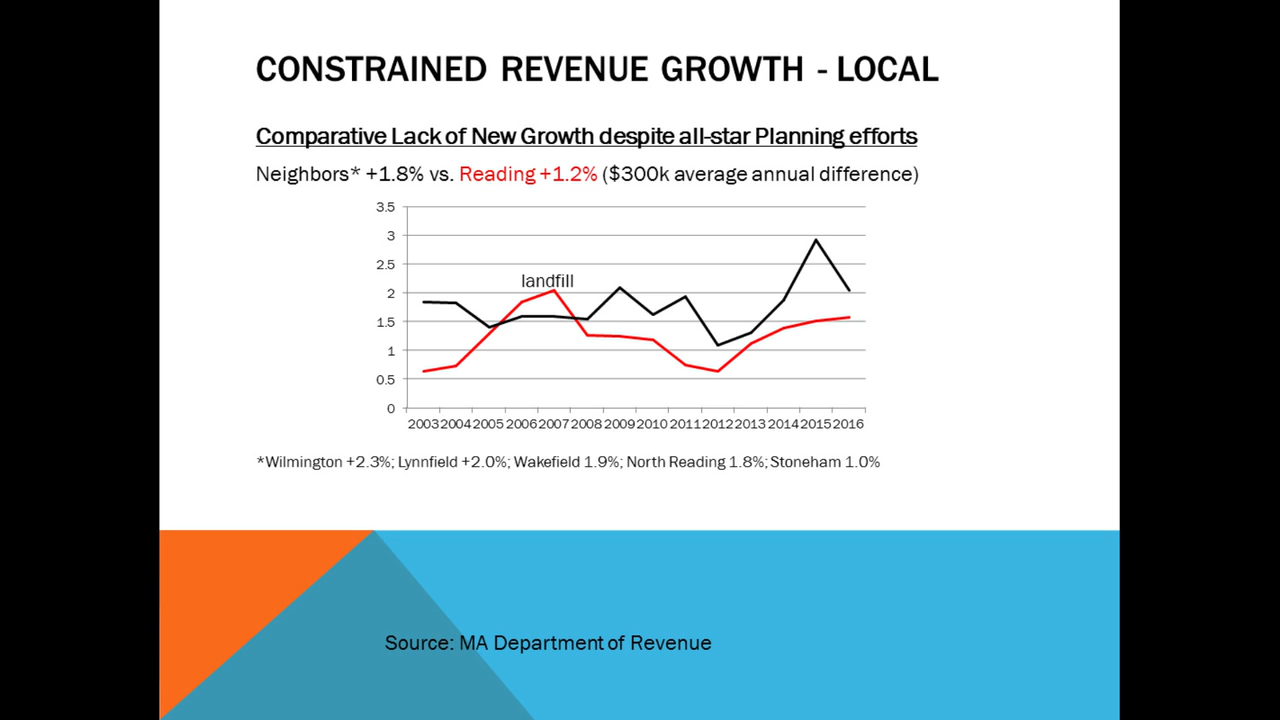 CONSTRAINED REVENUE GROWTH - LOCAL
Comparative Lack of New Growth despite all-star Planning efforts
Neighbors* +1.8% vs. Reading +1.2% ($300k average annual difference)
3.5
3
2.5
2
1.5
1
0.5
0
landfill
2003 2004 2005 2006 2007 2008 2009 2010 2011 2012 2013 2014 2015 2016
*Wilmington +2.3%; Lynnfield +2.0%; Wakefield 1.9%; North Reading 1.8%; Stoneham 1.0%
Source: MA Department of Revenue